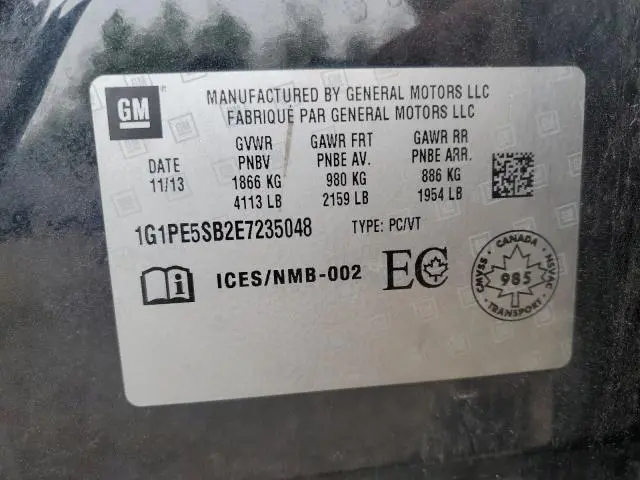 GM
MANUFACTURED BY GENERAL MOTORS LLC
FABRIQUÉ PAR GENERAL MOTORS LLC
DATE
11/13
GVWR
PNBV
1866 KG
4113 LB
GAWR FRT
PNBE AV.
980 KG
2159 LB
GAWR RR
PNBE ARR.
886 KG
1954 LB
1G1PE5SB2E7235048 TYPE: PC/VT
i ICES/NMB-002 EC
CANADA
CMVSS 985 NSVAC
TRANSPORT